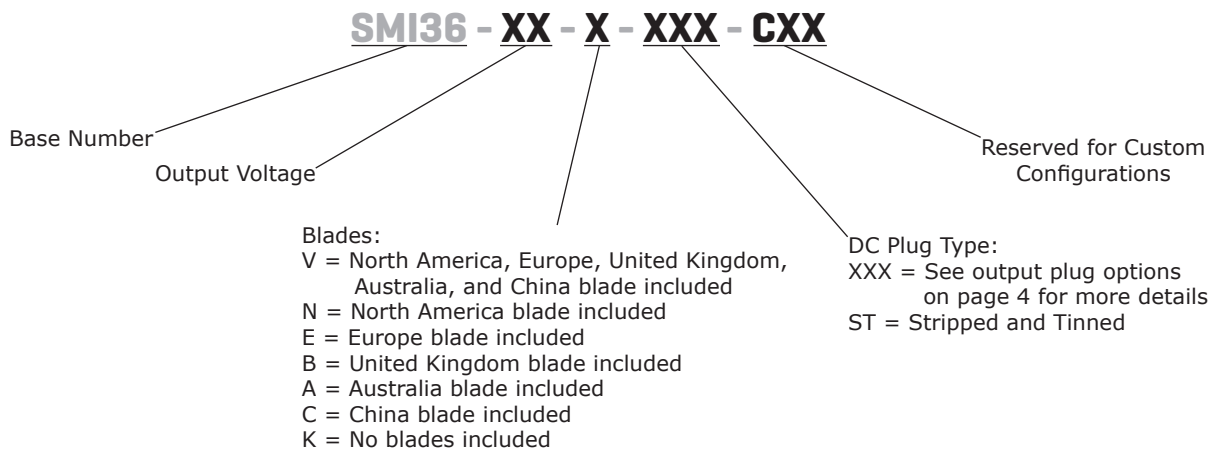 SMI36 - XX - X - XXX - CXX
Base Number
Output Voltage
Blades:
V = North America, Europe, United Kingdom,
Australia, and China blade included
N = North America blade included
E = Europe blade included
B = United Kingdom blade included
A = Australia blade included
C = China blade included
K = No blades included
DC Plug Type:
XXX = See output plug options
on page 4 for more details
ST = Stripped and Tinned
Reserved for Custom
Configurations